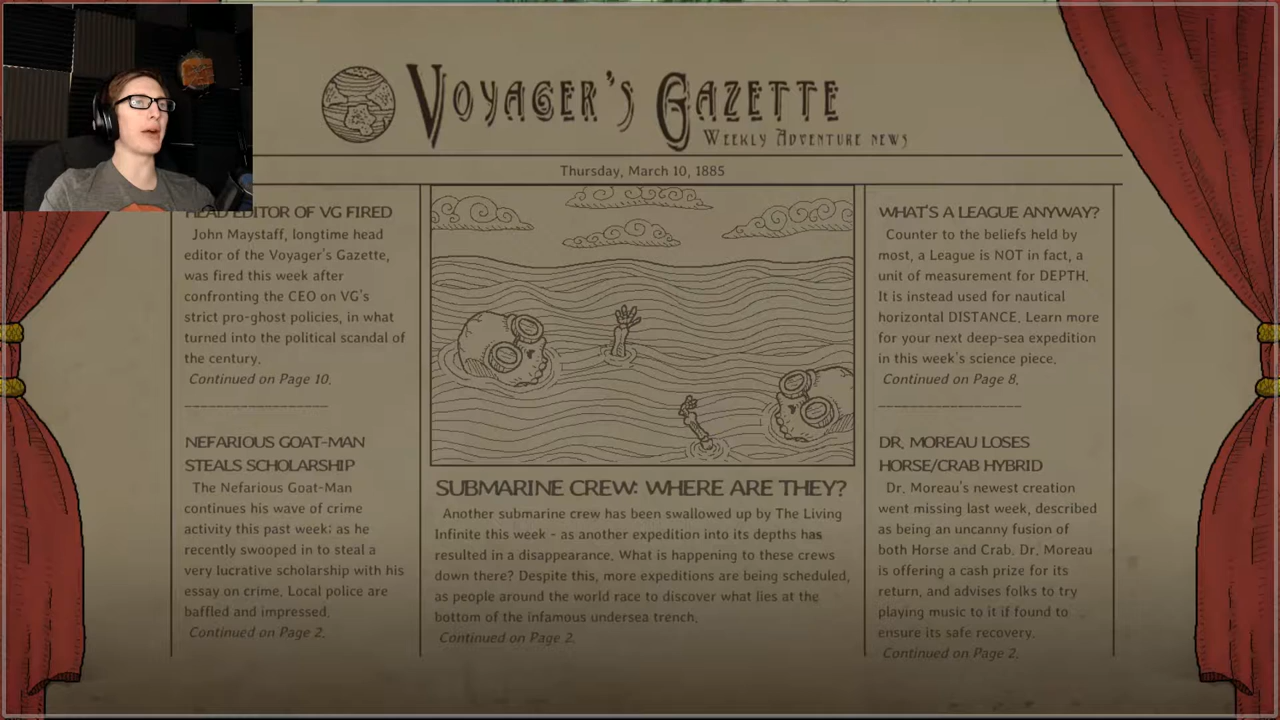 VOYAGER'S GAZETTE
WEEKLY ADVENTURE NEWS
Thursday, March 10, 1885
HEAD EDITOR OF VG FIRED
John Maystaff, longtime head
editor of the Voyager's Gazette,
was fired this week after
confronting the CEO on VG's
strict pro-ghost policies, in what
turned into the political scandal of
the century.
Continued on Page 10.
NEFARIOUS GOAT-MAN
STEALS SCHOLARSHIP
The Nefarious Goat-Man
continues his wave of crime
activity this past week; as he
recently swooped in to steal a
very lucrative scholarship with his
essay on crime. Local police are
baffled and impressed.
Continued on Page 2.
SUBMARINE CREW: WHERE ARE THEY?
Another submarine crew has been swallowed up by The Living
Infinite this week - as another expedition into its depths has
resulted in a disappearance. What is happening to these crews
down there? Despite this, more expeditions are being scheduled,
as people around the world race to discover what lies at the
bottom of the infamous undersea trench.
Continued on Page 2.
WHAT'S A LEAGUE ANYWAY?
Counter to the beliefs held by
most, a League is NOT in fact, a
unit of measurement for DEPTH.
It is instead used for nautical
horizontal DISTANCE. Learn more
for your next deep-sea expedition
in this week's science piece.
Continued on Page 8.
DR. MOREAU LOSES
HORSE/CRAB HYBRID
Dr. Moreau's newest creation
went missing last week, described
as being an uncanny fusion of
both Horse and Crab. Dr. Moreau
is offering a cash prize for its
return, and advises folks to try
playing music to it if found to
ensure its safe recovery.
Continued on Page 2.